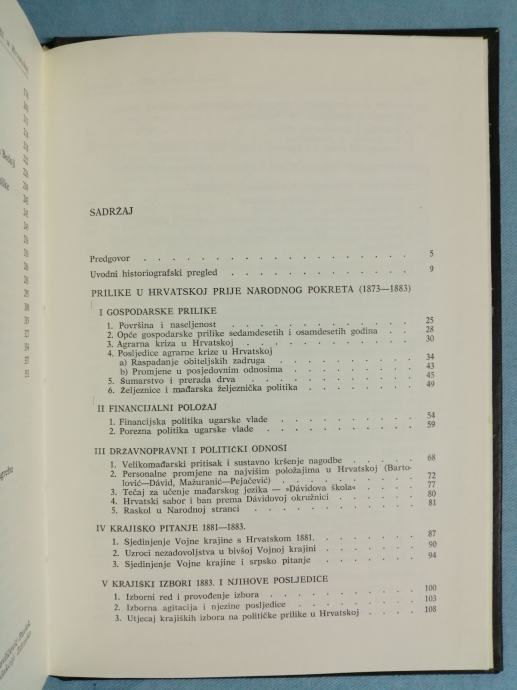 SADRŽAJ
Predgovor . . . . . . . . . . . . . . . . . 5
Uvodni historiografski pregled . . . . . . . . . . . 9
PRILIKE U HRVATSKOJ PRIJE NARODNOG POKRETA (1873—1883)
I GOSPODARSKE PRILIKE
1. Površina i naseljenost . . . . . . . . . . . 25
2. Opće gospodarske prilike sedamdesetih i osamdesetih godina . . 28
3. Agrarna kriza u Hrvatskoj . . . . . . . . . . 30
4. Posljedice agrarne krize u Hrvatskoj
a) Raspadanje obiteljskih zadruga . . . . . . . . 34
b) Promjene u posjedovnim odnosima . . . . . . . . 43
5. Šumarstvo i prerada drva . . . . . . . . . . 45
6. Željeznice i mađarska željeznička politika . . . . . . 49
II FINANCIJALNI POLOŽAJ
1. Financijska politika ugarske vlade . . . . . . . . 54
2. Porezna politika ugarske vlade . . . . . . . . . 59
III DRŽAVNOPRAVNI I POLITIČKI ODNOSI
1. Velikomađarski pritisak i sustavno kršenje nagodbe . . . . 68
2. Personalne promjene na najvišim položajima u Hrvatskoj (Barto-
lović—Dávid, Mažuranić—Pejačević) . . . . . . . 72
3. Tečaj za učenje mađarskog jezika — »Dávidova škola« . . . . 77
4. Hrvatski sabor i ban prema Dávidovoj okružnici . . . . . 80
5. Raskol u Narodnoj stranci . . . . . . . . . . 81
IV KRAJIŠKO PITANJE 1881—1883.
1. Sjedinjenje Vojne krajine s Hrvatskom 1881. . . . . . . 87
2. Uzroci nezadovoljstva u bivšoj Vojnoj krajini . . . . . 90
3. Sjedinjenje Vojne krajine i srpsko pitanje . . . . . . 94
V KRAJIŠKI IZBORI 1883. I NJIHOVE POSLJEDICE
1. Izborni red i provođenje izbora . . . . . . . . 100
2. Izborna agitacija i njezine posljedice . . . . . . . 103
3. Utjecaj krajiških izbora na političke prilike u Hrvatskoj . . . 108